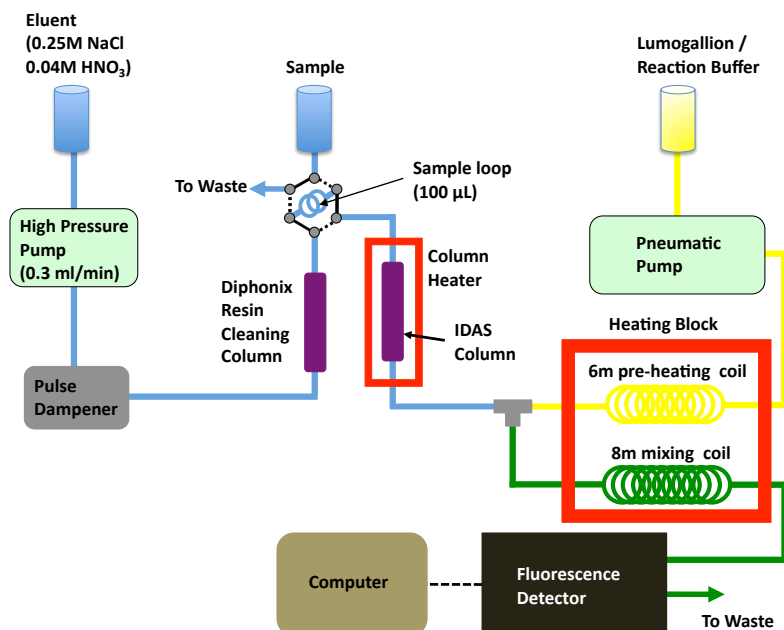 Eluent
(0.25M NaCl
0.04M HNO₃)
Sample
Lumogallion /
Reaction Buffer
To Waste
Sample loop
(100 µL)
High Pressure
Pump
(0.3 ml/min)
Column
Heater
Pneumatic
Pump
Diphonix
Resin
Cleaning
Column
IDAS
Column
Heating Block
Pulse
Dampener
6m pre-heating coil
8m mixing coil
Computer
Fluorescence
Detector
To Waste